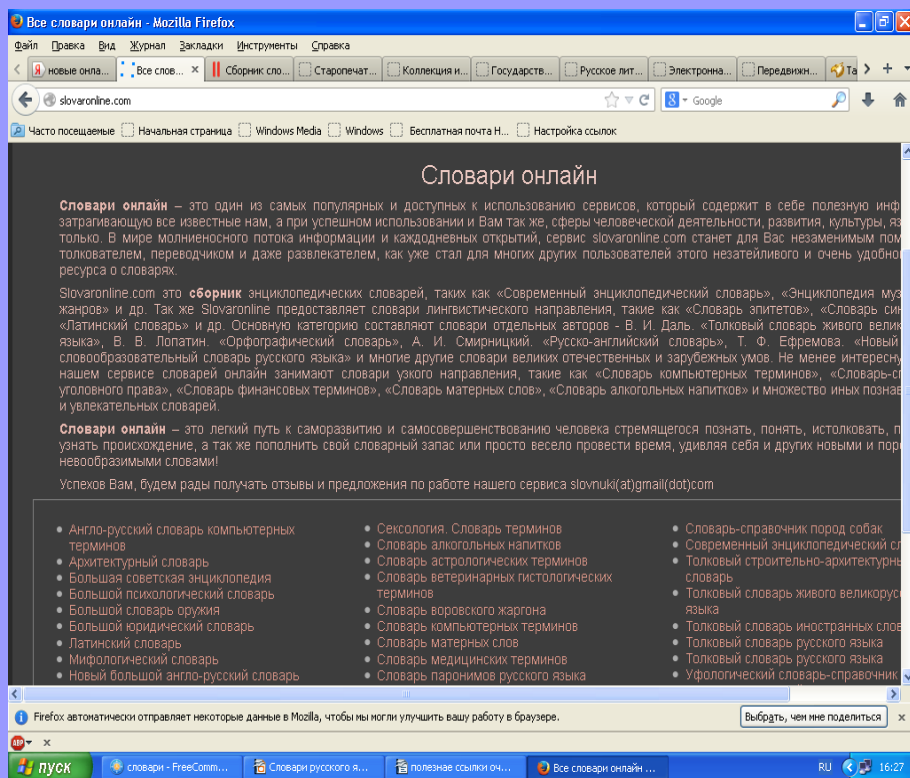 Все словари онлайн - Mozilla Firefox
Файл Правка Вид Журнал Закладки Инструменты Справка
новые онла... Все слов... × Сборник сло... Старопечат... Коллекция и... Государств... Русское лит... Электронна... Передвижн... Та
slovaronline.com Google
Часто посещаемые Начальная страница Windows Media Windows Бесплатная почта H... Настройка ссылок
Словари онлайн
Словари онлайн – это один из самых популярных и доступных к использованию сервисов, который содержит в себе полезную инф
затрагивающую все известные нам, а при успешном использовании и Вам так же, сферы человеческой деятельности, развития, культуры, яз
только. В мире молниеносного потока информации и каждодневных открытий, сервис slovaronline.com станет для Вас незаменимым пом
толкователем, переводчиком и даже развлекателем, как уже стал для многих других пользователей этого незатейливого и очень удобно
ресурса о словарях.
Slovaronline.com это сборник энциклопедических словарей, таких как «Современный энциклопедический словарь», «Энциклопедия муз
жанров» и др. Так же Slovaronline предоставляет словари лингвистического направления, такие как «Словарь эпитетов», «Словарь син
«Латинский словарь» и др. Основную категорию составляют словари отдельных авторов - В. И. Даль. «Толковый словарь живого велик
языка», В. В. Лопатин. «Орфографический словарь», А. И. Смирницкий. «Русско-английский словарь», Т. Ф. Ефремова. «Новый
словообразовательный словарь русского языка» и многие другие словари великих отечественных и зарубежных умов. Не менее интересну
нашем сервисе словарей онлайн занимают словари узкого направления, такие как «Словарь компьютерных терминов», «Словарь-сп
уголовного права», «Словарь финансовых терминов», «Словарь матерных слов», «Словарь алкогольных напитков» и множество иных познав
и увлекательных словарей.
Словари онлайн – это легкий путь к саморазвитию и самосовершенствованию человека стремящегося познать, понять, истолковать, п
узнать происхождение, а так же пополнить свой словарный запас или просто весело провести время, удивляя себя и других новыми и пор
невообразимыми словами!
Успехов Вам, будем рады получать отзывы и предложения по работе нашего сервиса slovnuki(at)gmail(dot)com
Англо-русский словарь компьютерных
терминов
Архитектурный словарь
Большая советская энциклопедия
Большой психологический словарь
Большой словарь оружия
Большой юридический словарь
Латинский словарь
Мифологический словарь
Новый большой англо-русский словарь
Сексология. Словарь терминов
Словарь алкогольных напитков
Словарь астрологических терминов
Словарь ветеринарных гистологических
терминов
Словарь воровского жаргона
Словарь компьютерных терминов
Словарь матерных слов
Словарь медицинских терминов
Словарь паронимов русского языка
Словарь-справочник пород собак
Современный энциклопедический сл
Толковый строительно-архитектурны
словарь
Толковый словарь живого великорус
языка
Толковый словарь иностранных слов
Толковый словарь русского языка
Толковый словарь русского языка
Уфологический словарь-справочник
Firefox автоматически отправляет некоторые данные в Mozilla, чтобы мы могли улучшить вашу работу в браузере. Выбрать, чем мне поделиться ×
ABP ×
пуск словари - FreeComm... Словари русского я... полезнае ссылки оч... Все словари онлайн ... RU 16:27